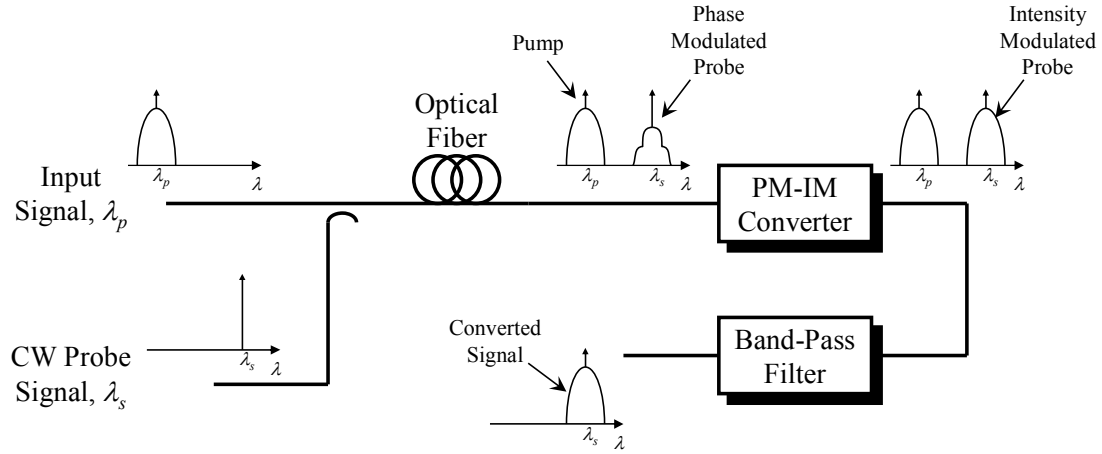 Pump
Phase
Modulated
Probe
Intensity
Modulated
Probe
Optical
Fiber
λp
λ
λp
λs
λ
λp
λs
λ
Input
Signal, λp
PM-IM
Converter
λs
λ
CW Probe
Signal, λs
Converted
Signal
Band-Pass
Filter
λs
λ